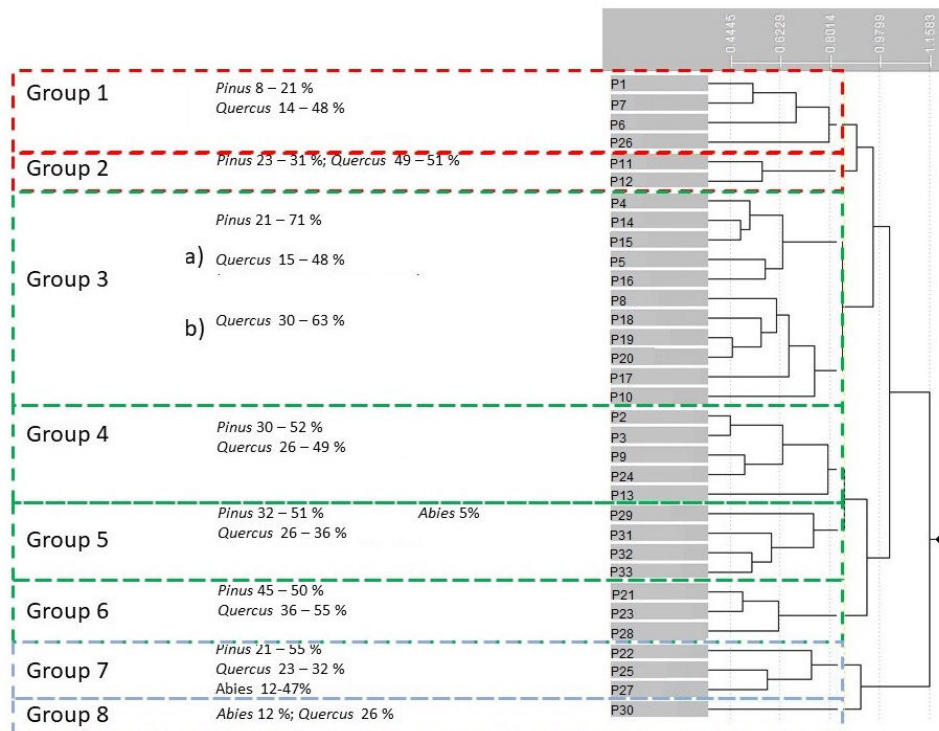 0.4445 0.6229 0.8014 0.9799 1.1583
Group 1
Pinus 8 – 21 %
Quercus 14 – 48 %
P1
P7
P6
P26
Group 2
Pinus 23 – 31 %; Quercus 49 – 51 %
P11
P12
Group 3
Pinus 21 – 71 %
a) Quercus 15 – 48 %
b) Quercus 30 – 63 %
P4
P14
P15
P5
P16
P8
P18
P19
P20
P17
P10
Group 4
Pinus 30 – 52 %
Quercus 26 – 49 %
P2
P3
P9
P24
P13
Group 5
Pinus 32 – 51 % Abies 5%
Quercus 26 – 36 %
P29
P31
P32
P33
Group 6
Pinus 45 – 50 %
Quercus 36 – 55 %
P21
P23
P28
Group 7
Pinus 21 – 55 %
Quercus 23 – 32 %
Abies 12-47%
P22
P25
P27
Group 8
Abies 12 %; Quercus 26 %
P30